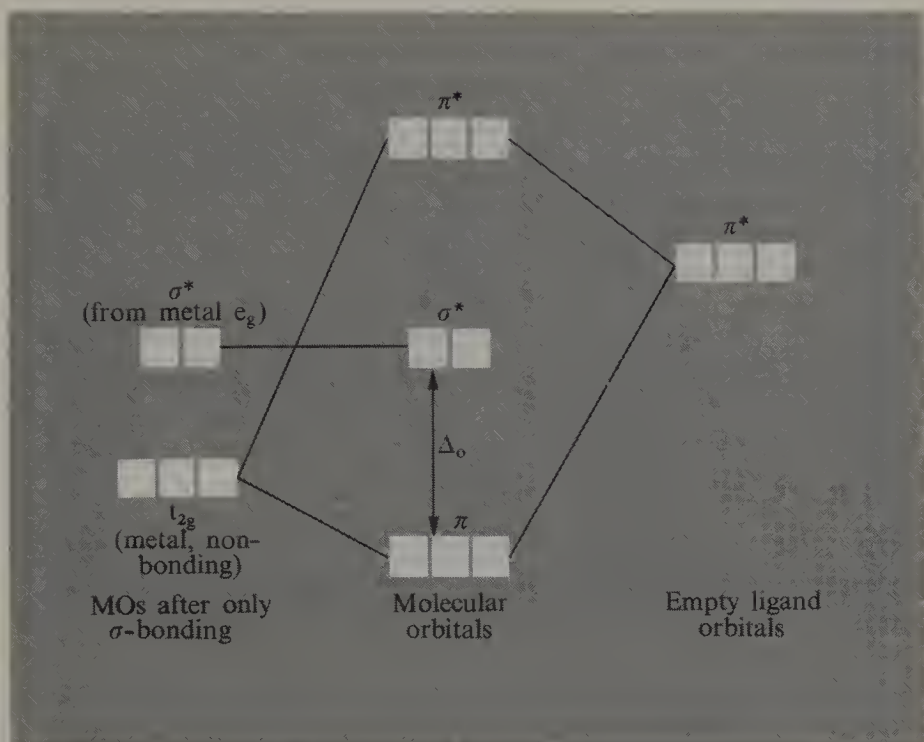 π*
π*
σ*
(from metal e_g)
σ*
Δ_o
t_2g
(metal, non-
bonding)
π
MOs after only
σ-bonding
Molecular
orbitals
Empty ligand
orbitals